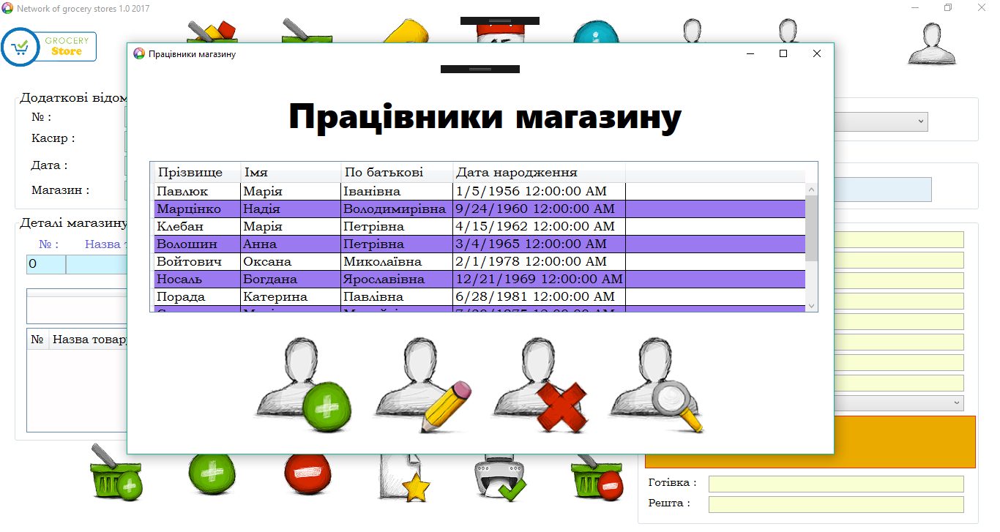 Network of grocery stores 1.0 2017
GROCERY
Store
Працівники магазину
Працівники магазину
Додаткові відом
№ :
Касир :
Дата :
Магазин :
Деталі магазину
№ : Назва
0
№ Назва товару
Прізвище Імя По батькові Дата народження
Павлюк Марія Іванівна 1/5/1956 12:00:00 AM
Марцінко Надія Володимирівна 9/24/1960 12:00:00 AM
Клебан Марія Петрівна 4/15/1962 12:00:00 AM
Волошин Анна Петрівна 3/4/1965 12:00:00 AM
Войтович Оксана Миколаївна 2/1/1978 12:00:00 AM
Носаль Богдана Ярославівна 12/21/1969 12:00:00 AM
Порада Катерина Павлівна 6/28/1981 12:00:00 AM
Готівка :
Решта :